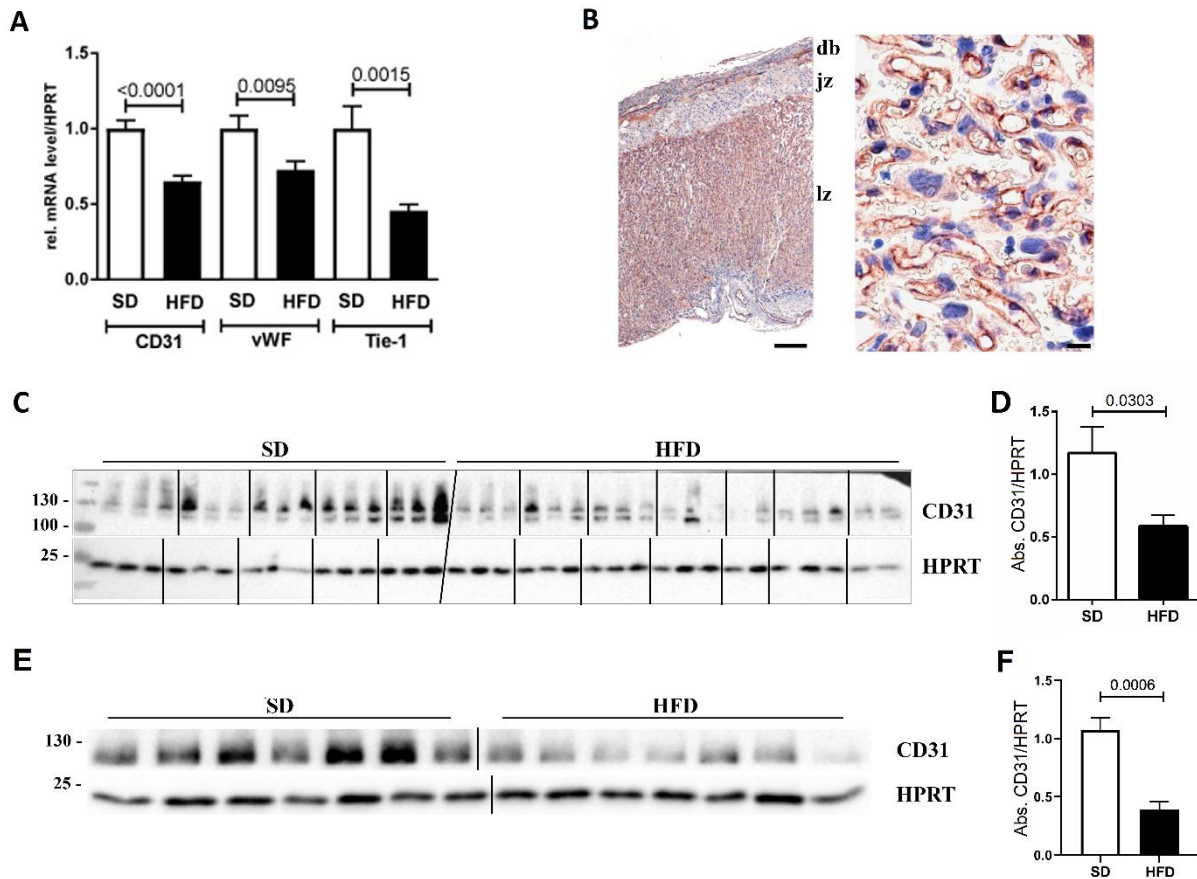 A
1.5
1.0
0.5
0.0
rel. mRNA level/HPRT
<0.0001
0.0095
0.0015
SD HFD SD HFD SD HFD
CD31 vWF Tie-1
B
db
jz
lz
C
SD HFD
130 -
100 -
CD31
25 -
HPRT
D
1.5
1.0
0.5
0.0
Abs. CD31/HPRT
0.0303
SD HFD
E
SD HFD
130 -
CD31
25 -
HPRT
F
1.5
1.0
0.5
0.0
Abs. CD31/HPRT
0.0006
SD HFD